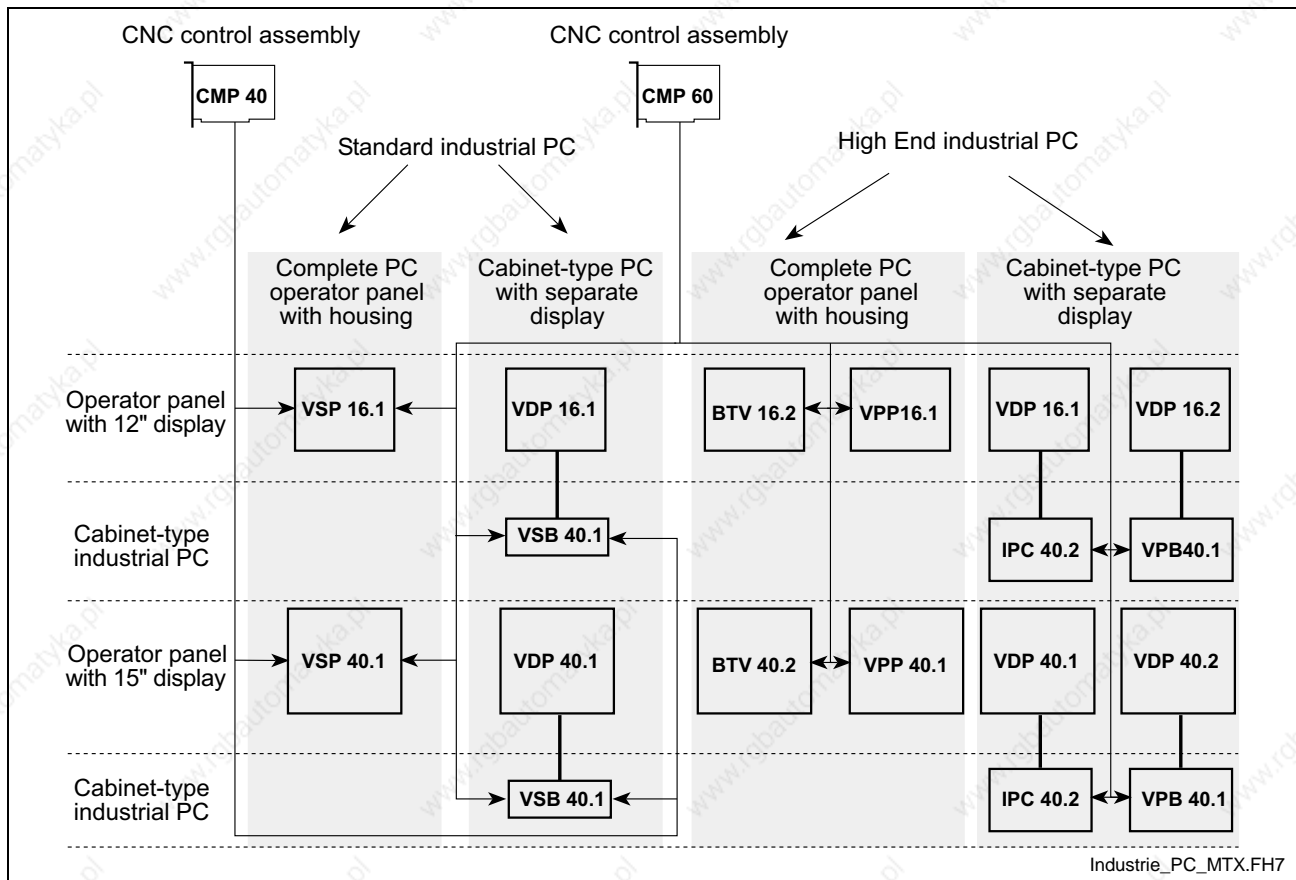 CNC control assembly
CNC control assembly
CMP 40
CMP 60
Standard industrial PC
High End industrial PC
Complete PC
operator panel
with housing
Cabinet-type PC
with separate
display
Complete PC
operator panel
with housing
Cabinet-type PC
with separate
display
Operator panel
with 12" display
VSP 16.1
VDP 16.1
BTV 16.2
VPP16.1
VDP 16.1
VDP 16.2
Cabinet-type
industrial PC
VSB 40.1
IPC 40.2
VPB40.1
Operator panel
with 15" display
VSP 40.1
VDP 40.1
BTV 40.2
VPP 40.1
VDP 40.1
VDP 40.2
Cabinet-type
industrial PC
VSB 40.1
IPC 40.2
VPB 40.1
Industrie_PC_MTX.FH7
www.rgbautomatyka.pl